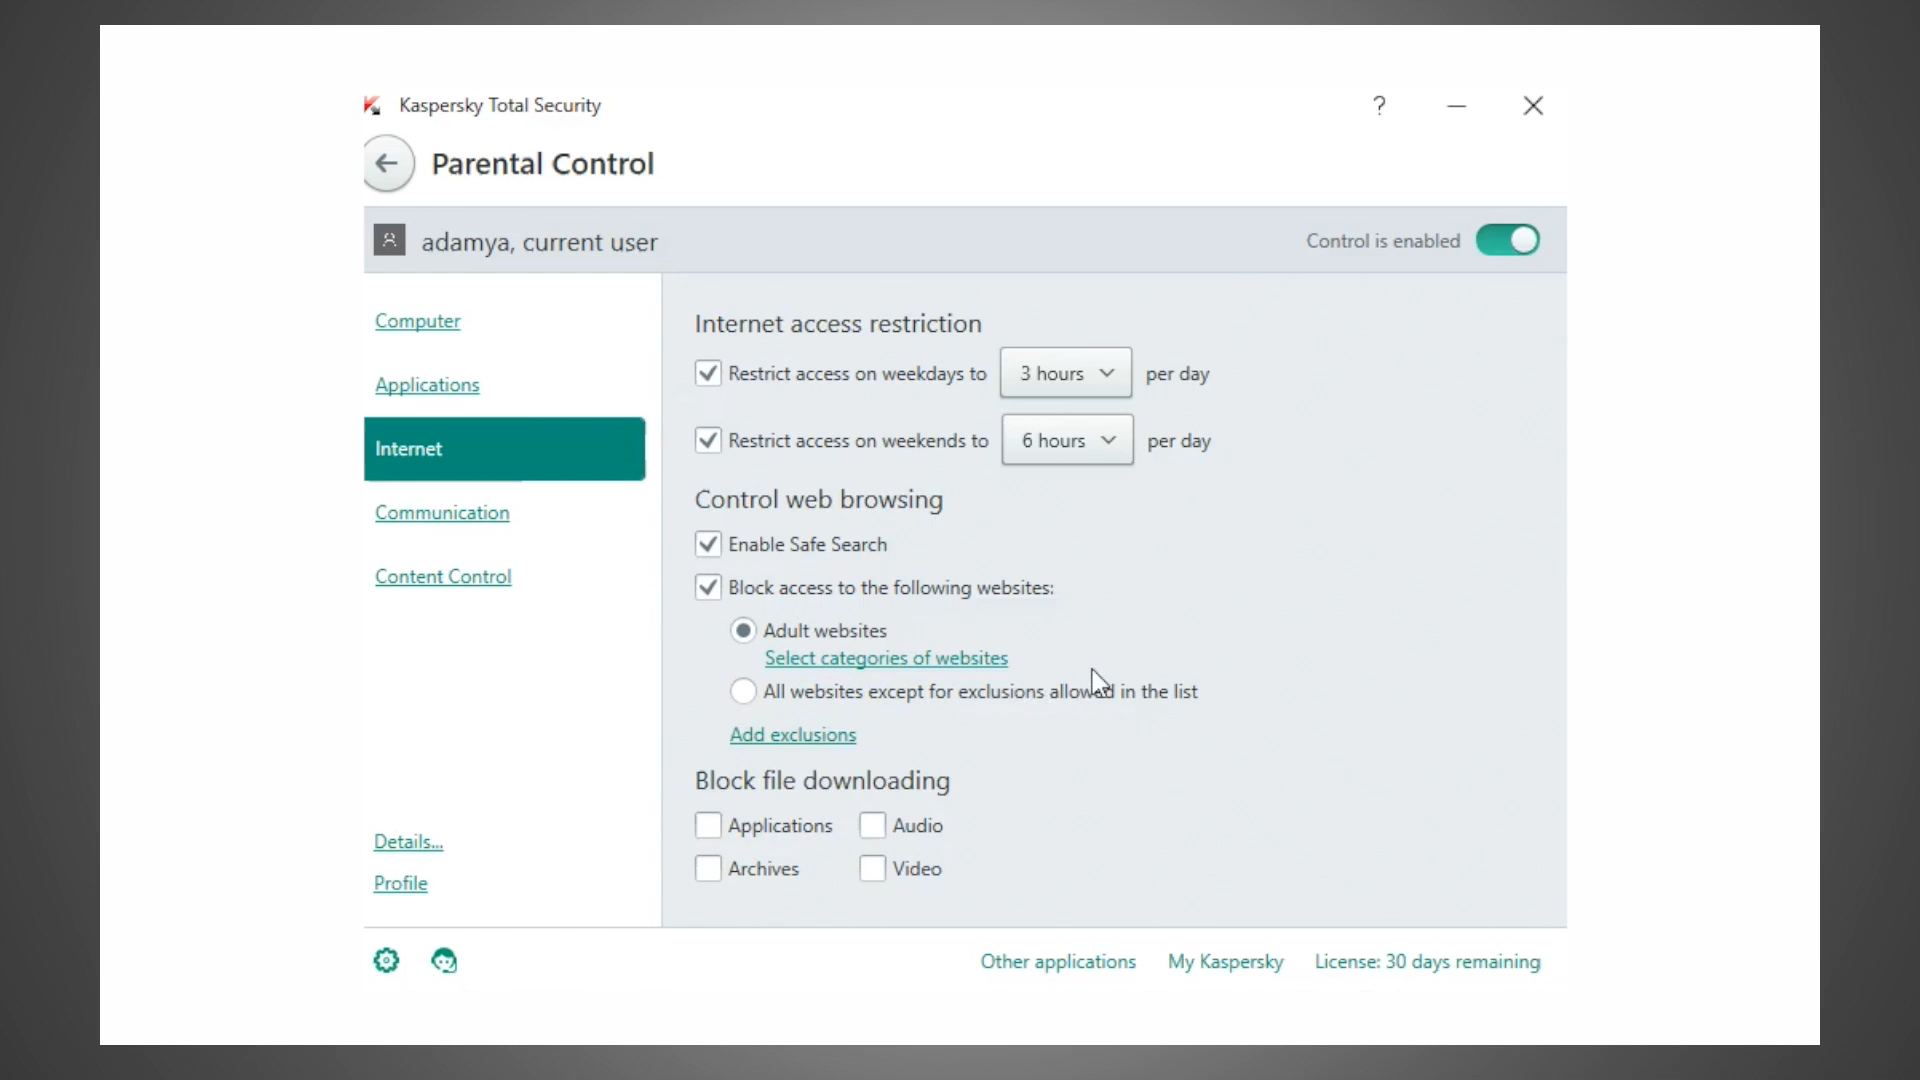 Kaspersky Total Security ?
Parental Control
adamya, current user Control is enabled
Computer
Applications
Internet
Communication
Content Control
Details...
Profile
Internet access restriction
Restrict access on weekdays to 3 hours per day
Restrict access on weekends to 6 hours per day
Control web browsing
Enable Safe Search
Block access to the following websites:
Adult websites
Select categories of websites
All websites except for exclusions allowed in the list
Add exclusions
Block file downloading
Applications Audio
Archives Video
Other applications My Kaspersky License: 30 days remaining